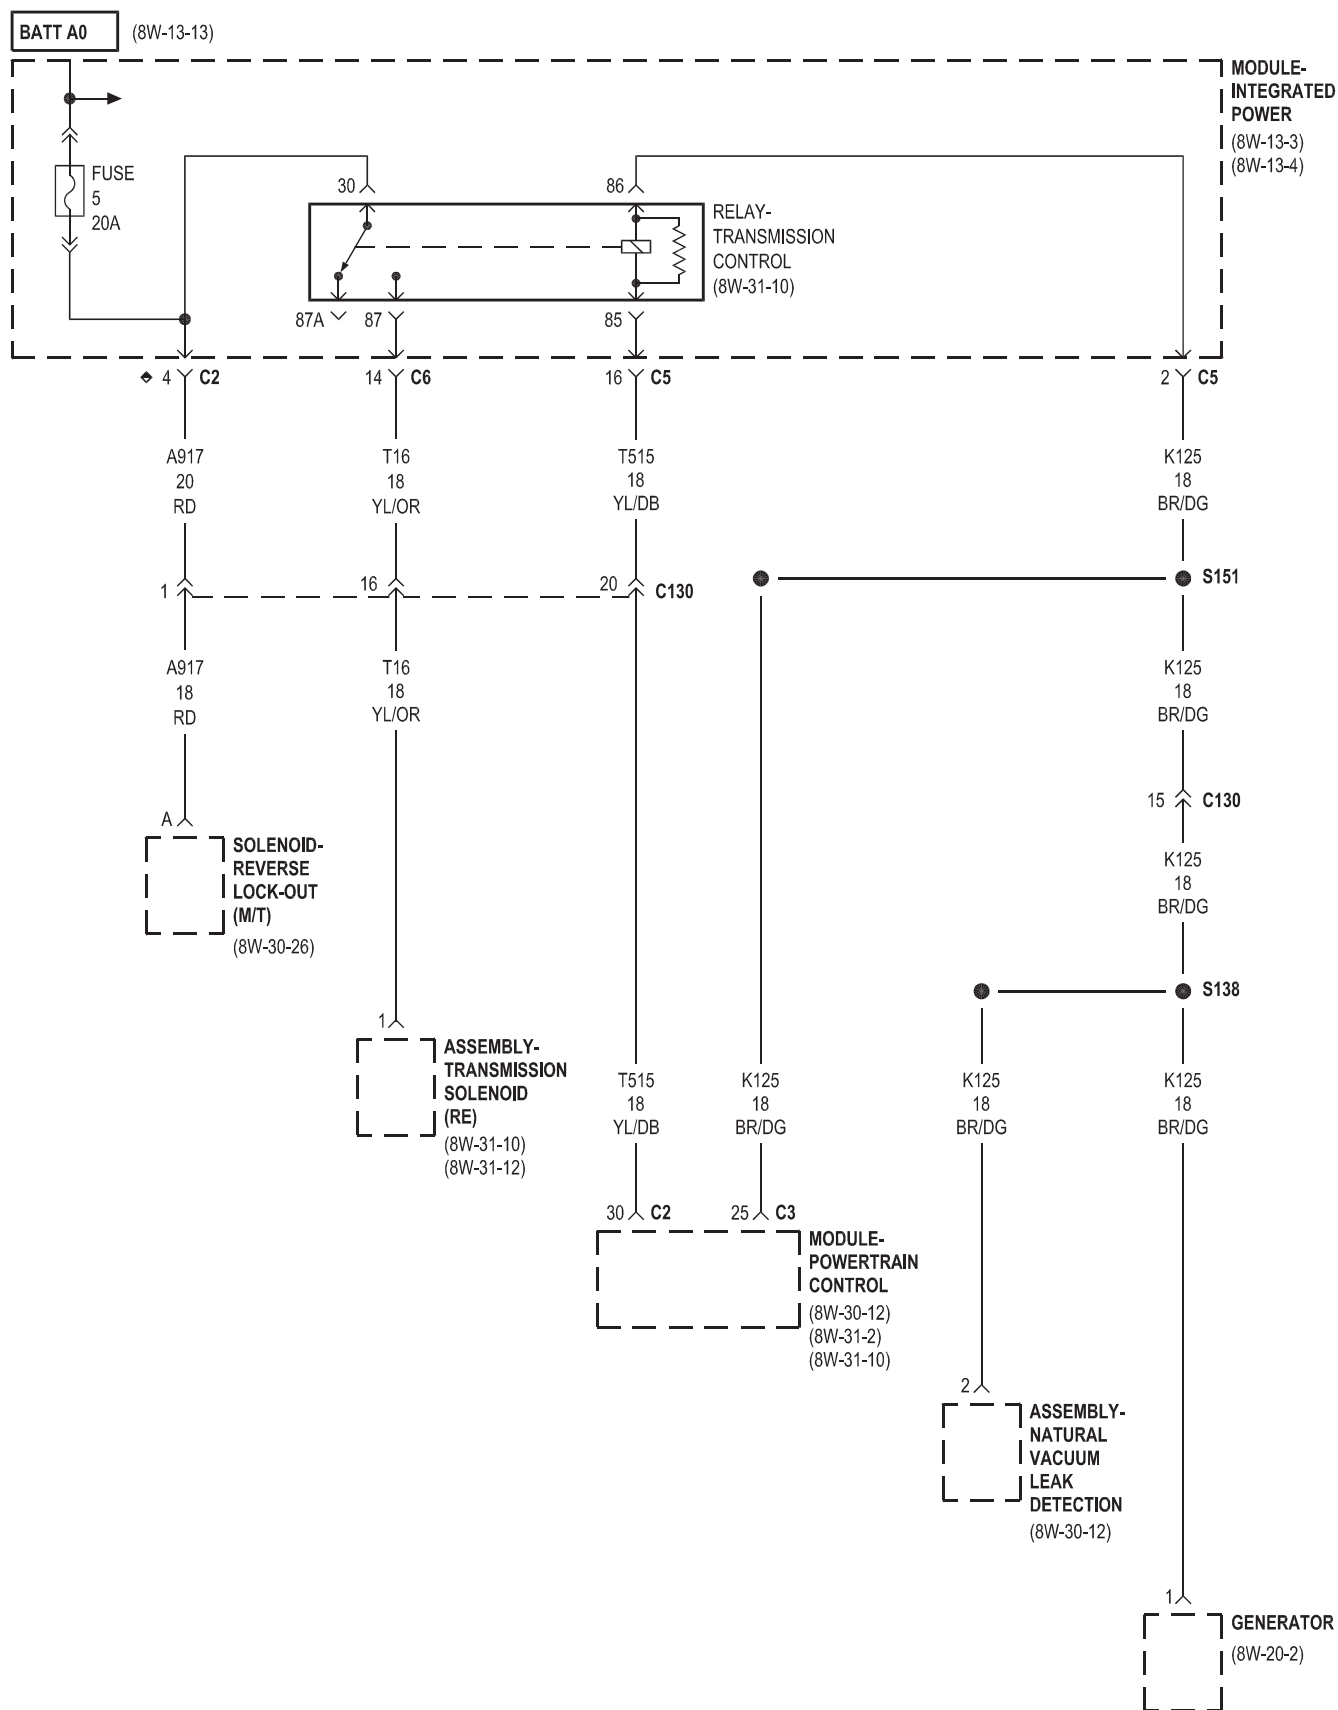 BATT A0 (8W-13-13)
MODULE-
INTEGRATED
POWER
(8W-13-3)
(8W-13-4)
FUSE
5
20A
30
86
RELAY-
TRANSMISSION
CONTROL
(8W-31-10)
87A
87
85
4 C2
14 C6
16 C5
2 C5
A917
20
RD
T16
18
YL/OR
T515
18
YL/DB
K125
18
BR/DG
S151
1
16
20 C130
A917
18
RD
T16
18
YL/OR
K125
18
BR/DG
15 C130
A
SOLENOID-
REVERSE
LOCK-OUT
(M/T)
(8W-30-26)
K125
18
BR/DG
S138
1
ASSEMBLY-
TRANSMISSION
SOLENOID
(RE)
(8W-31-10)
(8W-31-12)
T515
18
YL/DB
K125
18
BR/DG
K125
18
BR/DG
K125
18
BR/DG
30 C2
25 C3
MODULE-
POWERTRAIN
CONTROL
(8W-30-12)
(8W-31-2)
(8W-31-10)
2
ASSEMBLY-
NATURAL
VACUUM
LEAK
DETECTION
(8W-30-12)
1
GENERATOR
(8W-20-2)